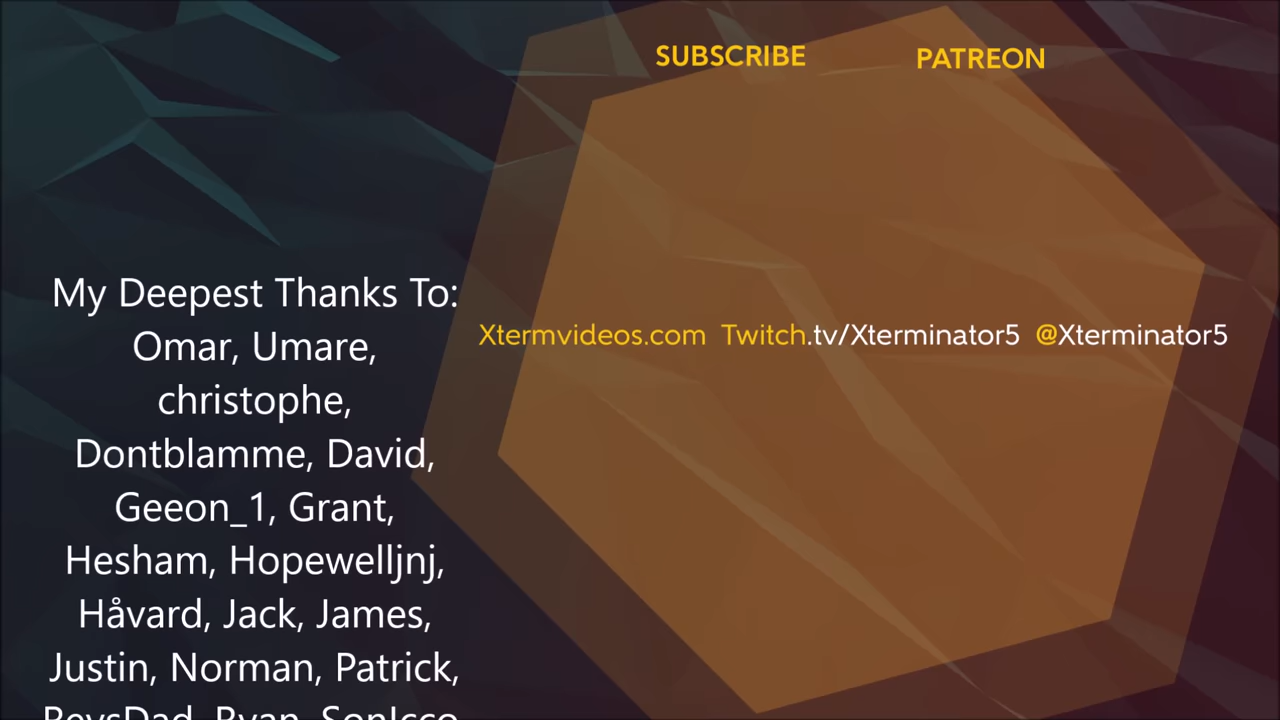 SUBSCRIBE PATREON
Xtermvideos.com Twitch.tv/Xterminator5 @Xterminator5
My Deepest Thanks To:
Omar, Umare,
christophe,
Dontblamme, David,
Geeon_1, Grant,
Hesham, Hopewelljnj,
Håvard, Jack, James,
Justin, Norman, Patrick,
Ryan,